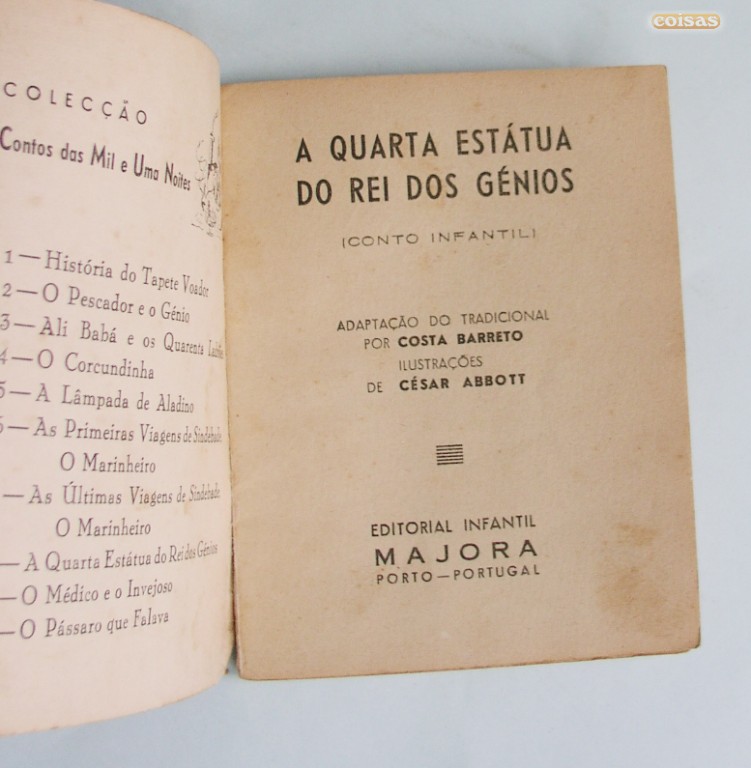 coisas
COLECÇÃO
Contos das Mil e Uma Noites
1 — História do Tapete Voador
2 — O Pescador e o Génio
3 — Ali Babá e os Quarenta
4 — O Corcundinha
5 — A Lâmpada de Aladino
6 — As Primeiras Viagens de Sindebade,
O Marinheiro
— As Últimas Viagens de Sindebade,
O Marinheiro
— A Quarta Estátua do Rei dos Génios
— O Médico e o Invejoso
— O Pássaro que Falava
A QUARTA ESTÁTUA
DO REI DOS GÉNIOS
(CONTO INFANTIL)
ADAPTAÇÃO DO TRADICIONAL
POR COSTA BARRETO
ILUSTRAÇÕES
DE CÉSAR ABBOTT
EDITORIAL INFANTIL
MAJORA
PORTO — PORTUGAL